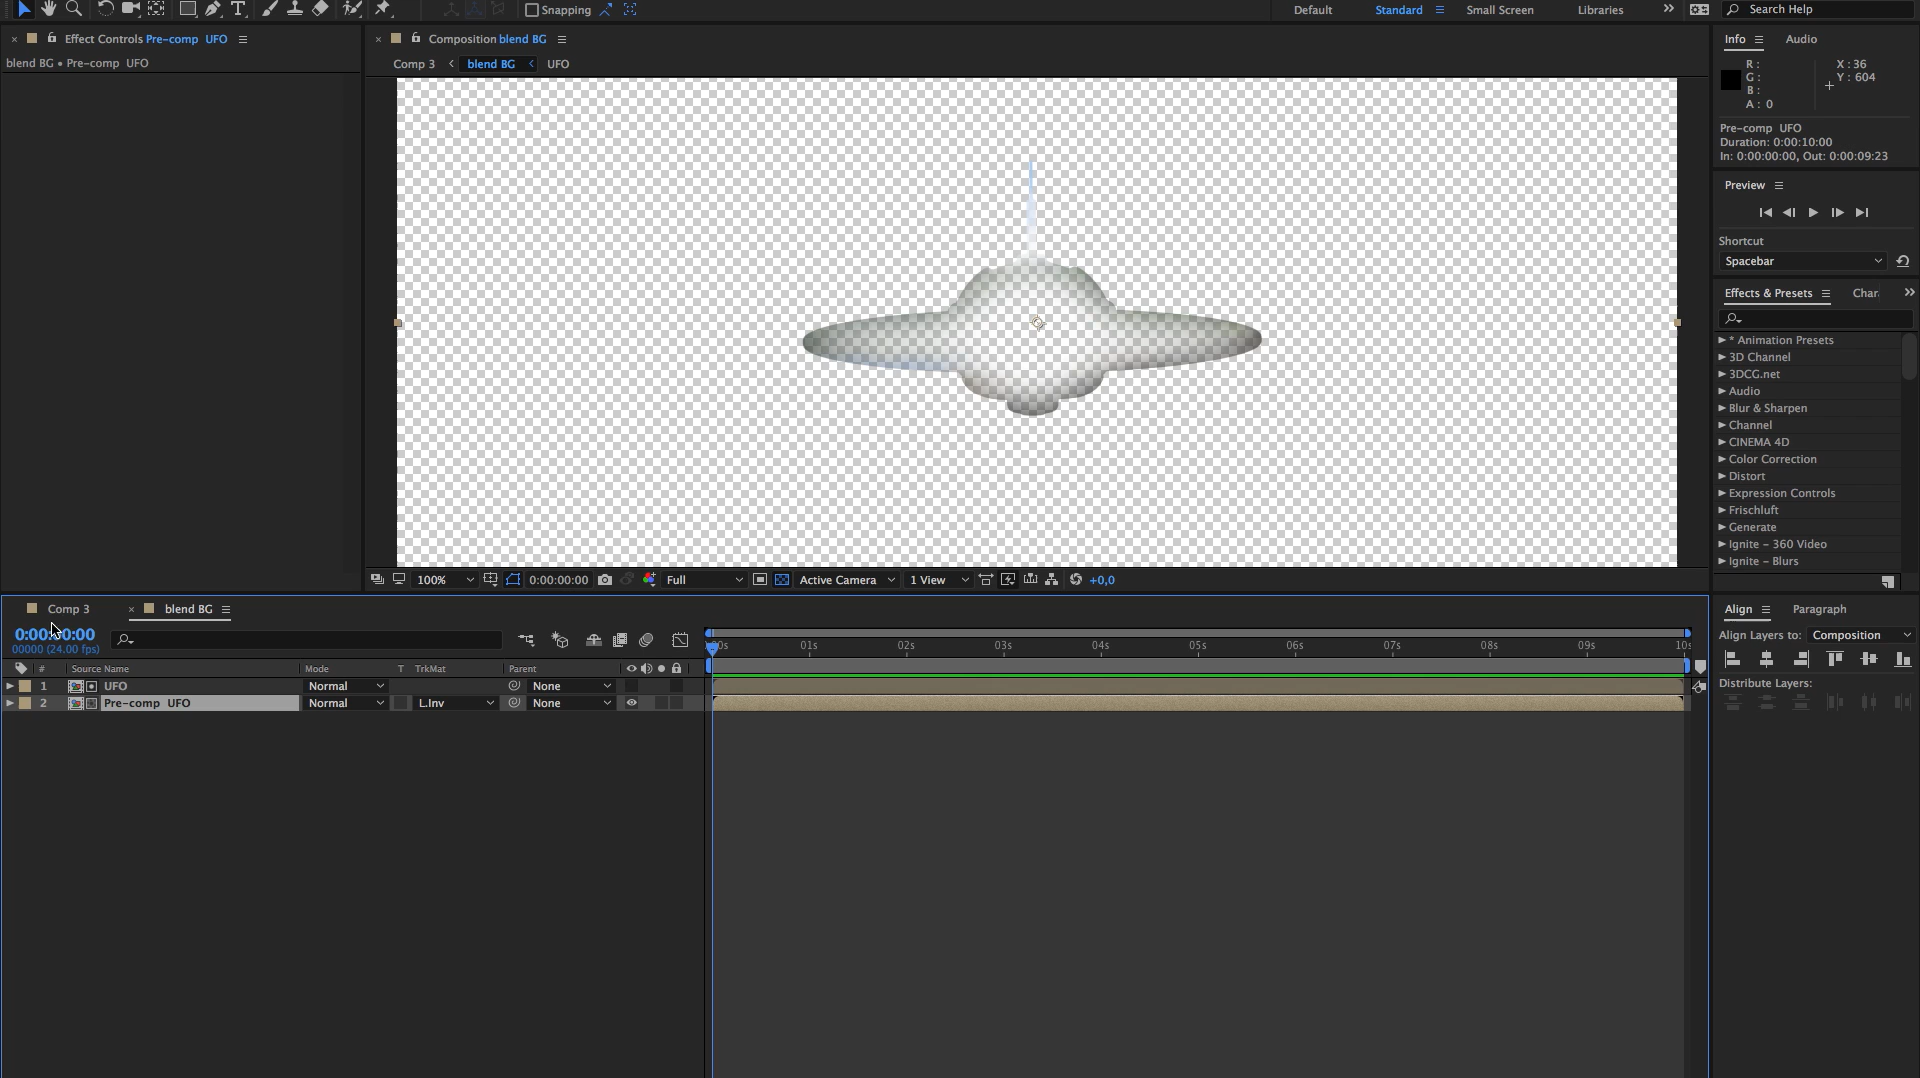 Snapping
Default
Standard
Small Screen
Libraries
Search Help
Effect Controls Pre-comp UFO
blend BG • Pre-comp UFO
Composition blend BG
Comp 3
blend BG
UFO
Info
Audio
R:
G:
B:
A: 0
X: 36
Y: 604
Pre-comp UFO
Duration: 0:00:10:00
In: 0:00:00:00, Out: 0:00:09:23
Preview
Shortcut
Spacebar
Effects & Presets
Char
* Animation Presets
3D Channel
3DCG.net
Audio
Blur & Sharpen
Channel
CINEMA 4D
Color Correction
Distort
Expression Controls
Frischluft
Generate
Ignite - 360 Video
Ignite - Blurs
100%
0:00:00:00
Full
Active Camera
1 View
+0,0
Comp 3
blend BG
0:00:00:00
00000 (24.00 fps)
# Source Name Mode T TrkMat Parent
1 UFO Normal None
2 Pre-comp UFO Normal L.Inv None
01s 02s 03s 04s 05s 06s 07s 08s 09s
Align
Paragraph
Align Layers to: Composition
Distribute Layers: